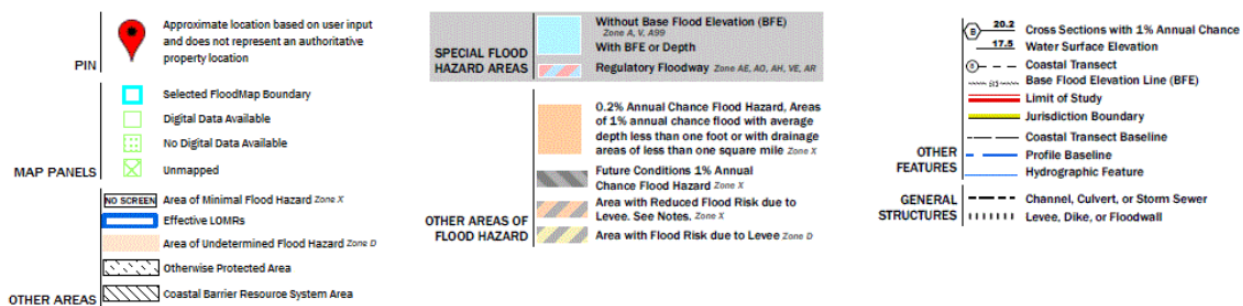 PIN
Approximate location based on user input
and does not represent an authoritative
property location
MAP PANELS
Selected FloodMap Boundary
Digital Data Available
No Digital Data Available
Unmapped
OTHER AREAS
NO SCREEN Area of Minimal Flood Hazard Zone X
Effective LOMRs
Area of Undetermined Flood Hazard Zone D
Otherwise Protected Area
Coastal Barrier Resource System Area
SPECIAL FLOOD
HAZARD AREAS
Without Base Flood Elevation (BFE)
Zone A, V, A99
With BFE or Depth
Regulatory Floodway Zone AE, AO, AH, VE, AR
OTHER AREAS OF
FLOOD HAZARD
0.2% Annual Chance Flood Hazard, Areas
of 1% annual chance flood with average
depth less than one foot or with drainage
areas of less than one square mile Zone X
Future Conditions 1% Annual
Chance Flood Hazard Zone X
Area with Reduced Flood Risk due to
Levee. See Notes. Zone X
Area with Flood Risk due to Levee Zone D
OTHER
FEATURES
B 20.2 Cross Sections with 1% Annual Chance
17.5 Water Surface Elevation
8 Coastal Transect
513 Base Flood Elevation Line (BFE)
Limit of Study
Jurisdiction Boundary
Coastal Transect Baseline
Profile Baseline
Hydrographic Feature
GENERAL
STRUCTURES
Channel, Culvert, or Storm Sewer
Levee, Dike, or Floodwall